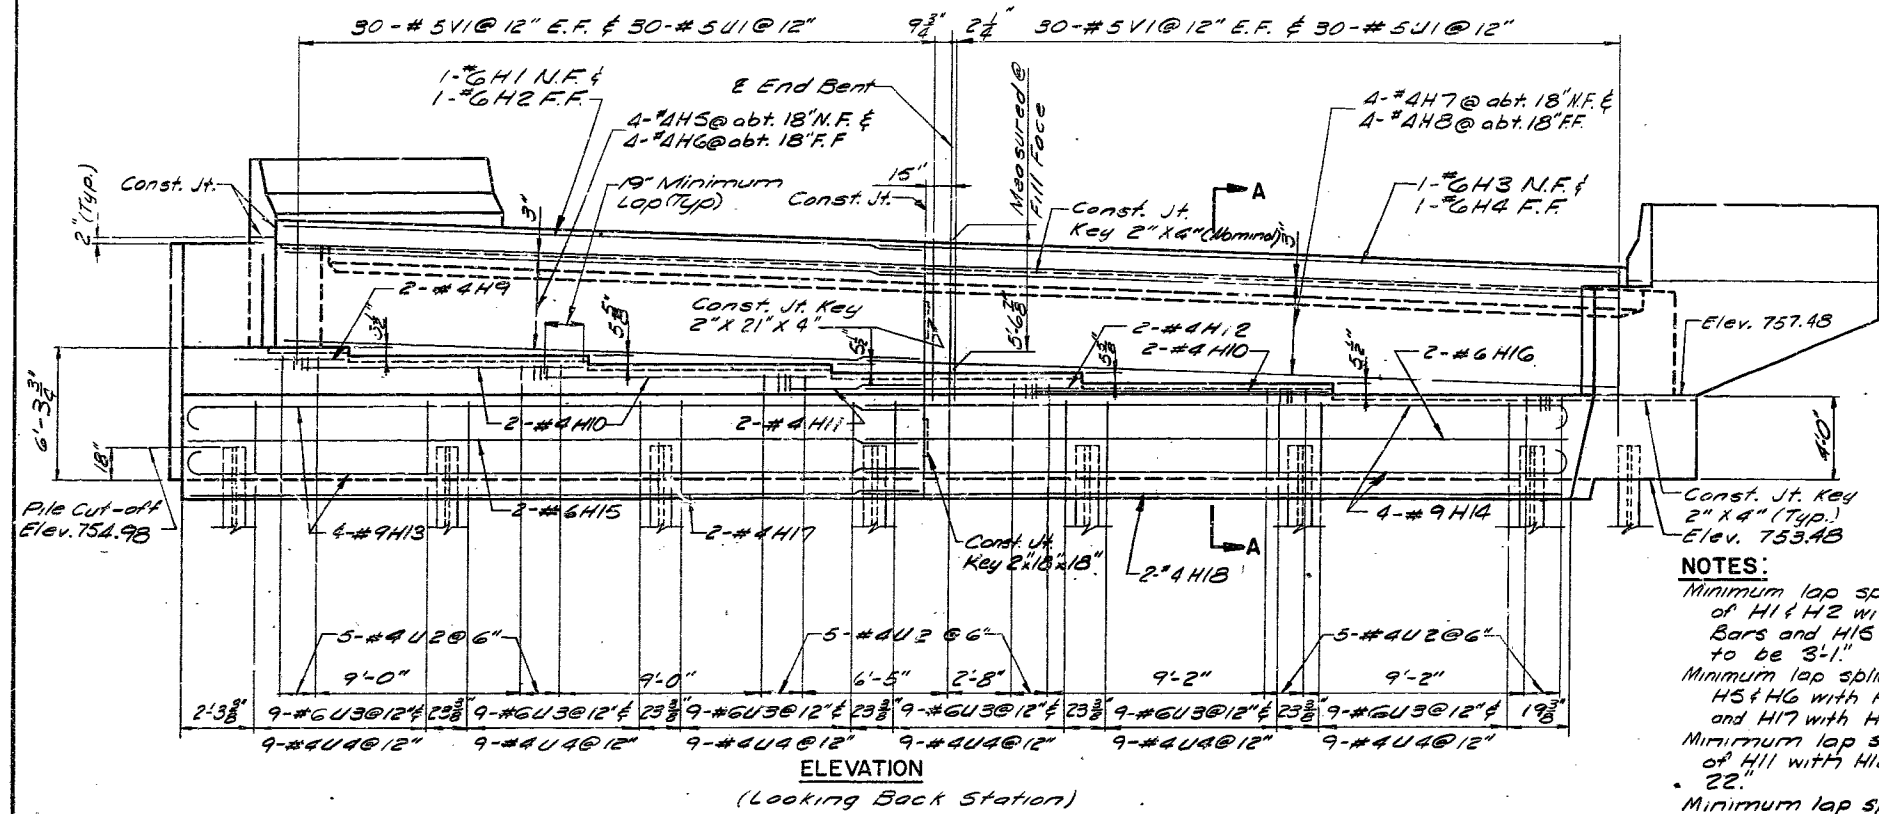 30-#5V1@12" E.F. & 30-#5U1@12"
9 3/4"
2 1/4"
30-#5V1@12" E.F. & 30-#5U1@12"
1-#6H1 N.F. &
1-#6H2 F.F.
℄ End Bent
Measured @
Fill Face
4-#4H5@abt. 18" N.F. &
4-#4H6@abt. 18" F.F
4-#4H7@abt. 18" N.F. &
4-#4H8@abt. 18" F.F.
2" (Typ.)
Const. Jt.
19" Minimum
Lap (Typ)
3"
15"
Const. Jt.
A
1-#6H3 N.F. &
1-#6H4 F.F.
Const. Jt.
Key 2"X4"(Nominal)
3"
2-#4H9
Const. Jt. Key
2" X 21" X 4"
2-#4H12
2-#4H10
Elev. 757.48
2-#6H16
6'-3 3/4"
18"
2-#4H10
2-#4H11
4'-0"
Pile Cut-off
Elev. 754.98
4-#9H13
2-#6H15
2-#4H17
Const. Jt.
Key 2"x18"x18"
A
2-#4H18
4-#9H14
Const. Jt. Key
2" X 4" (Typ.)
Elev. 753.48
NOTES:
Minimum lap
of H1 & H2
Bars and H15
to be 3'-1."
Minimum lap
H5 & H6 with
and H17 with
Minimum lap
of H11 with
22."
Minimum lap
5-#4U2@6"
5-#4U2@6"
5-#4U2@6"
9'-0"
9'-0"
6'-5"
2'-8"
9'-2"
9'-2"
2'-3 3/8"
9-#6U3@12" &
23 3/8"
9-#6U3@12" &
23 3/8"
9-#6U3@12" &
23 3/8"
9-#6U3@12" &
23 3/8"
9-#6U3@12" &
23 3/8"
9-#6U3@12" &
19 3/8"
9-#4U4@12"
9-#4U4@12"
9-#4U4@12"
9-#4U4@12"
9-#4U4@12"
9-#4U4@12"
ELEVATION
(Looking Back Station)